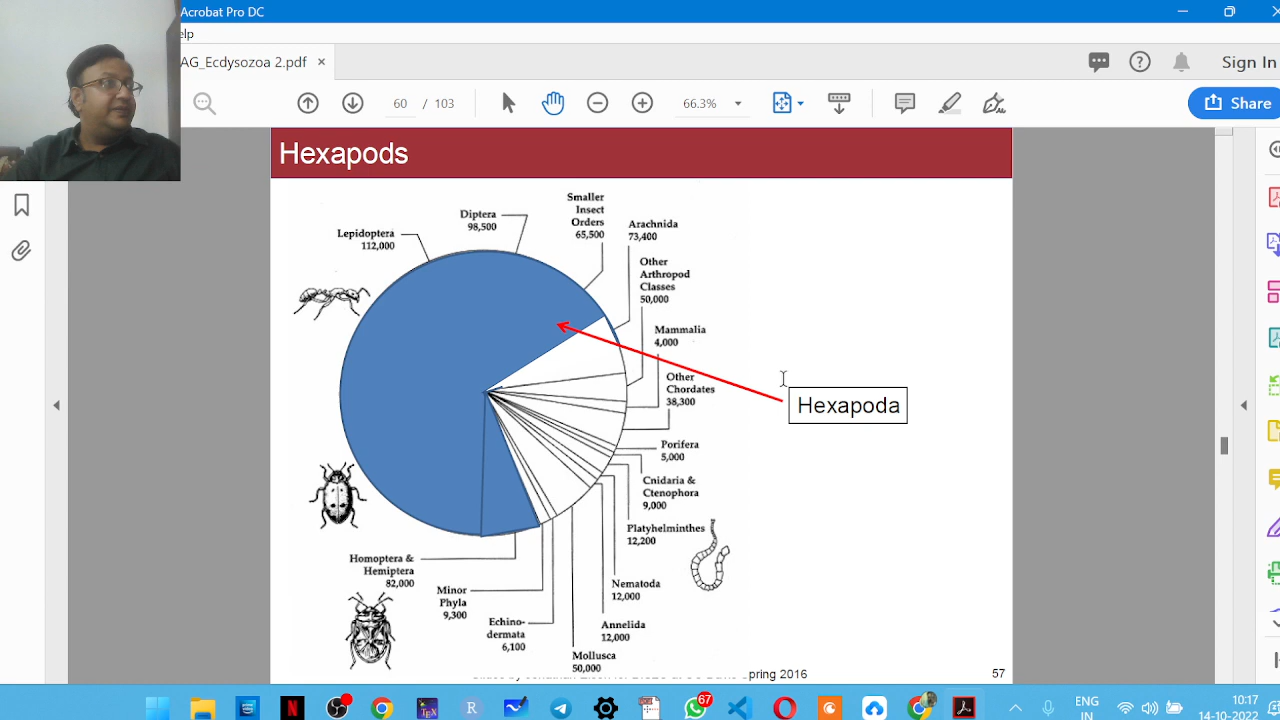 Acrobat Pro DC
elp
AG_Ecdysozoa 2.pdf
Sign In
60 / 103
66.3%
Share
Hexapods
Smaller
Insect
Orders
65,500
Diptera
98,500
Lepidoptera
112,000
Arachnida
73,400
Other
Arthropod
Classes
50,000
Mammalia
4,000
Other
Chordates
38,300
Hexapoda
Porifera
5,000
Cnidaria &
Ctenophora
9,000
Platyhelminthes
12,200
Homoptera &
Hemiptera
82,000
Nematoda
12,000
Minor
Phyla
9,300
Echino-
dermata
6,100
Annelida
12,000
Mollusca
50,000
pring 2016
57
67
ENG
IN
10:17
14-10-2022